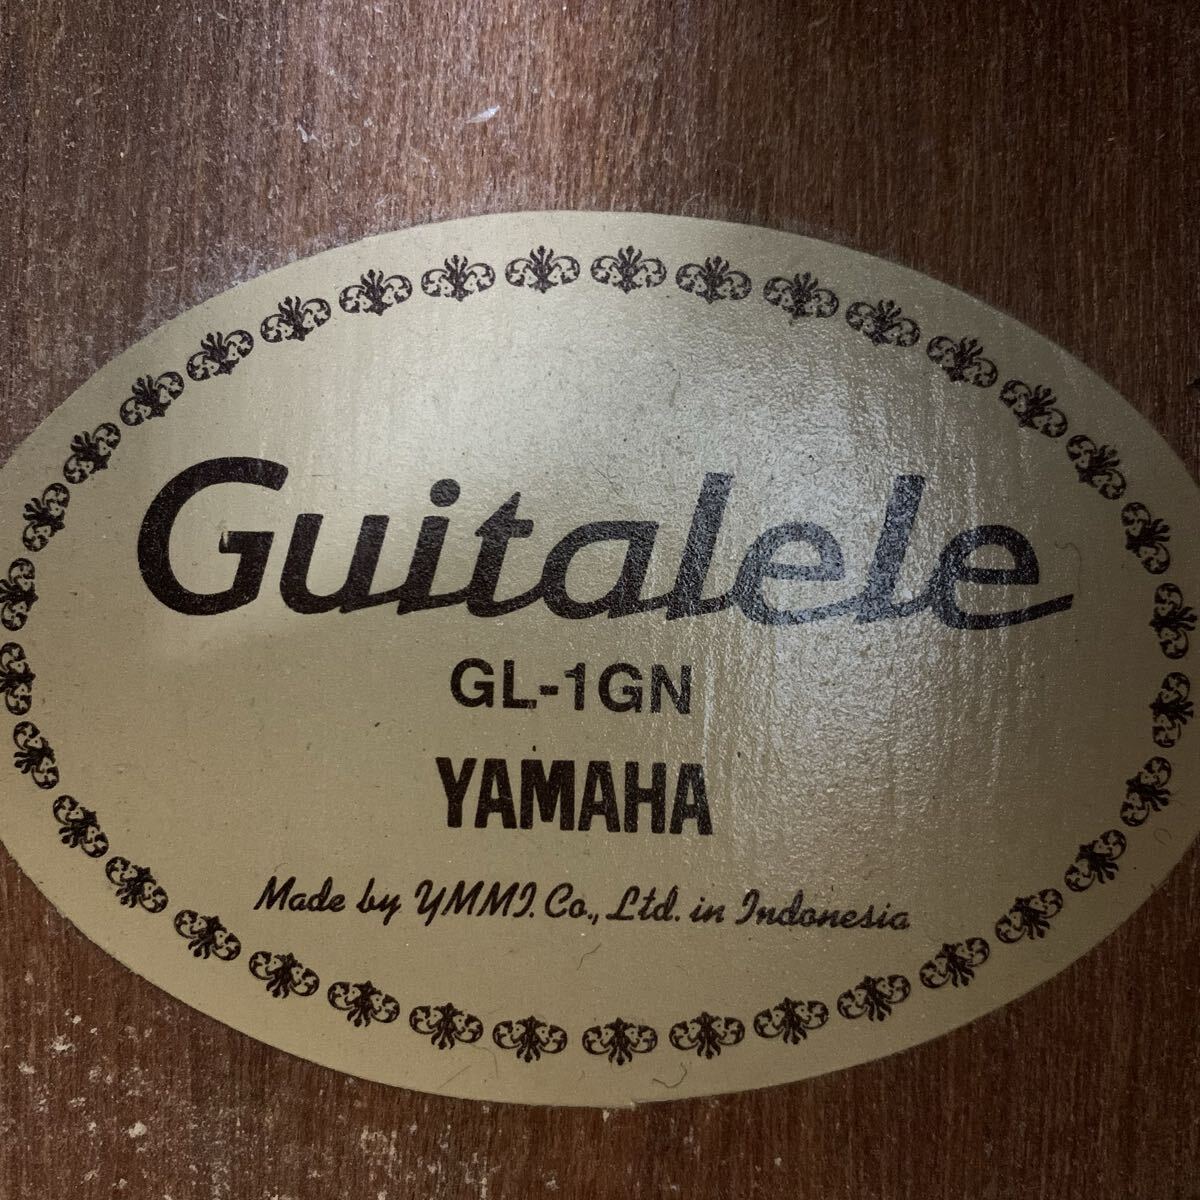 Guitalele
GL-1GN
YAMAHA
Made by YMMI. Co., Ltd. in Indonesia